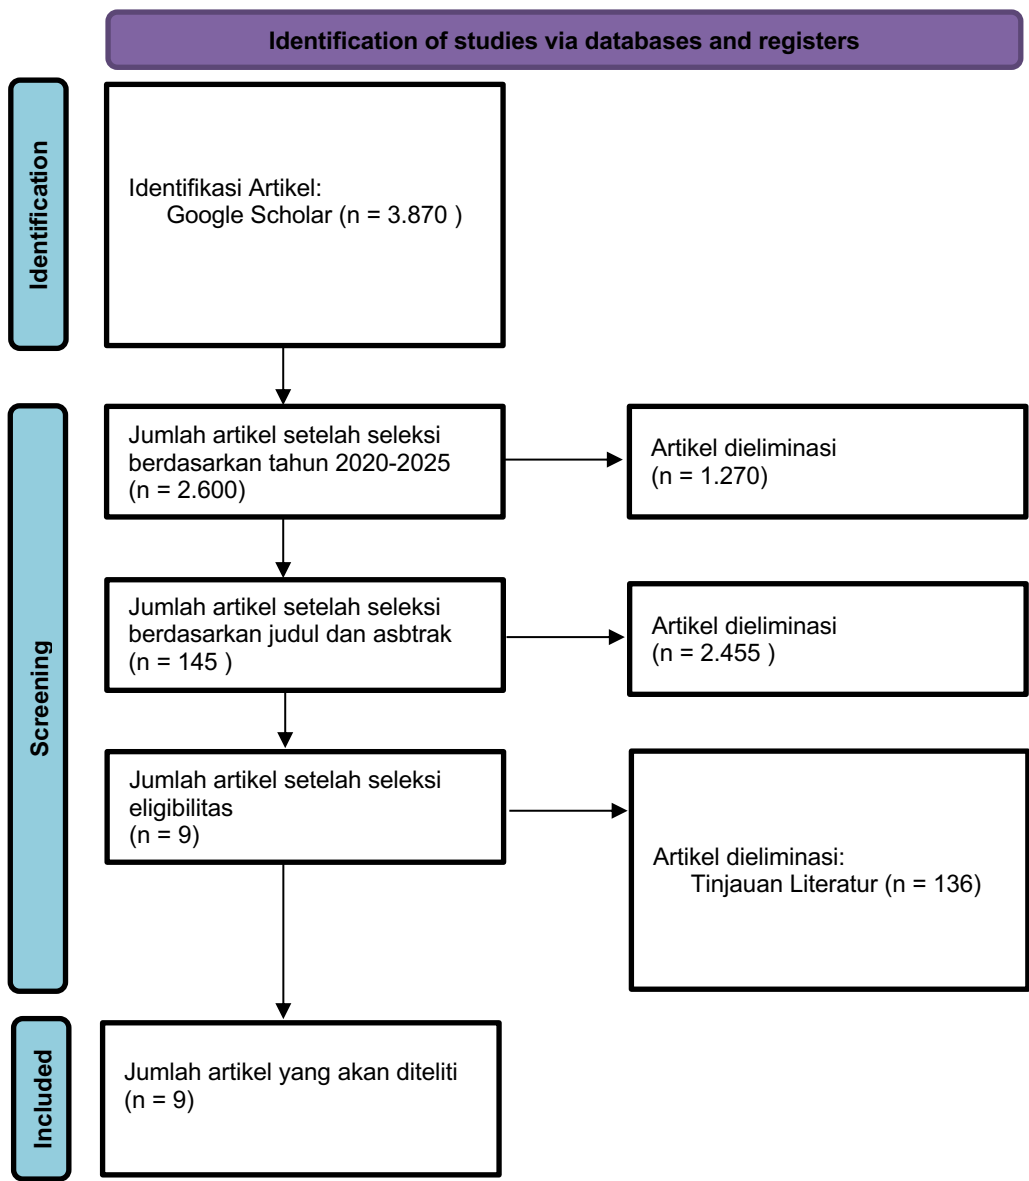 Identification of studies via databases and registers
Identification
Identifikasi Artikel:
Google Scholar (n = 3.870 )
Screening
Jumlah artikel setelah seleksi
berdasarkan tahun 2020-2025
(n = 2.600)
Artikel dieliminasi
(n = 1.270)
Jumlah artikel setelah seleksi
berdasarkan judul dan asbtrak
(n = 145 )
Artikel dieliminasi
(n = 2.455 )
Jumlah artikel setelah seleksi
eligibilitas
(n = 9)
Artikel dieliminasi:
Tinjauan Literatur (n = 136)
Included
Jumlah artikel yang akan diteliti
(n = 9)